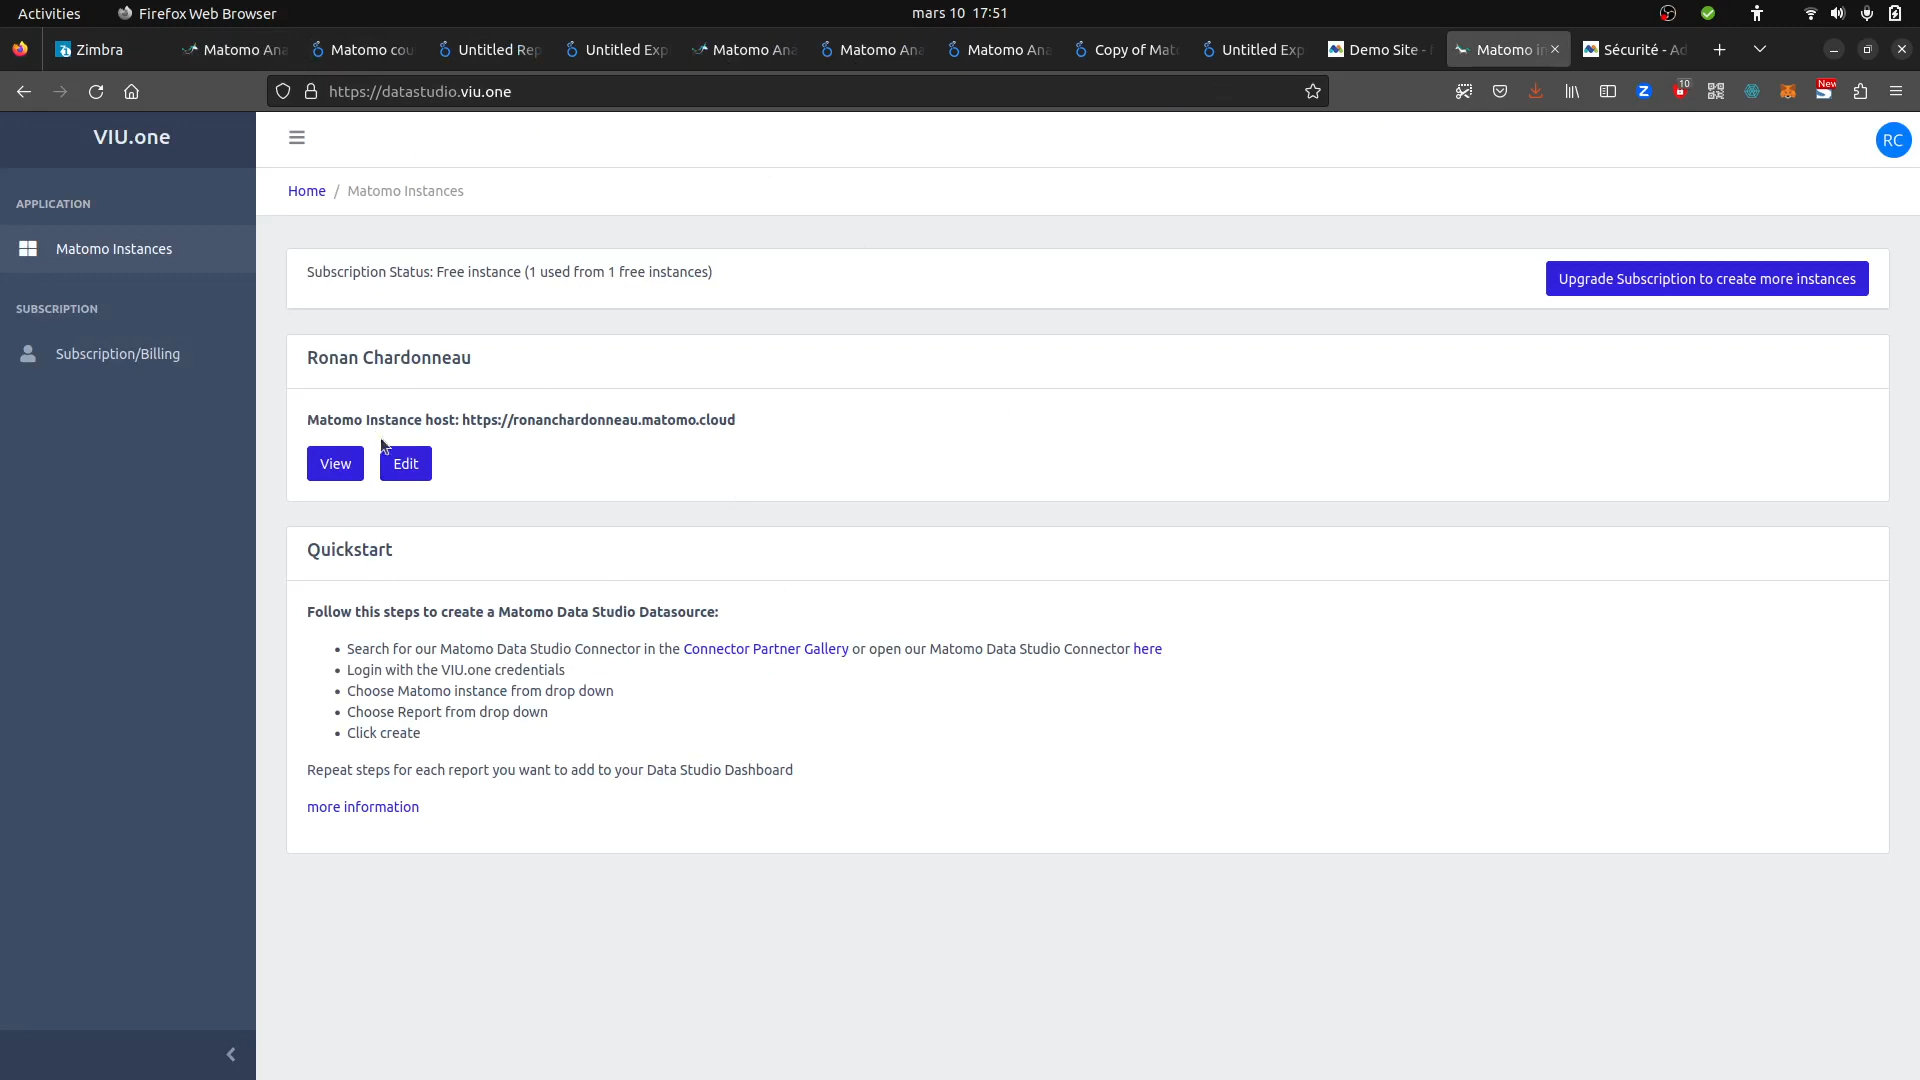 Activities
Firefox Web Browser
mars 10 17:51
Zimbra
Matomo Ana
Matomo cou
Untitled Rep
Untitled Exp
Matomo Ana
Matomo Ana
Matomo Ana
Copy of Mat
Untitled Exp
Demo Site -
Matomo in
Sécurité - Ad
https://datastudio.viu.one
10
New
VIU.one
RC
Home / Matomo Instances
APPLICATION
Matomo Instances
SUBSCRIPTION
Subscription/Billing
Subscription Status: Free instance (1 used from 1 free instances)
Upgrade Subscription to create more instances
Ronan Chardonneau
Matomo Instance host: https://ronanchardonneau.matomo.cloud
View
Edit
Quickstart
Follow this steps to create a Matomo Data Studio Datasource:
• Search for our Matomo Data Studio Connector in the Connector Partner Gallery or open our Matomo Data Studio Connector here
• Login with the VIU.one credentials
• Choose Matomo instance from drop down
• Choose Report from drop down
• Click create
Repeat steps for each report you want to add to your Data Studio Dashboard
more information